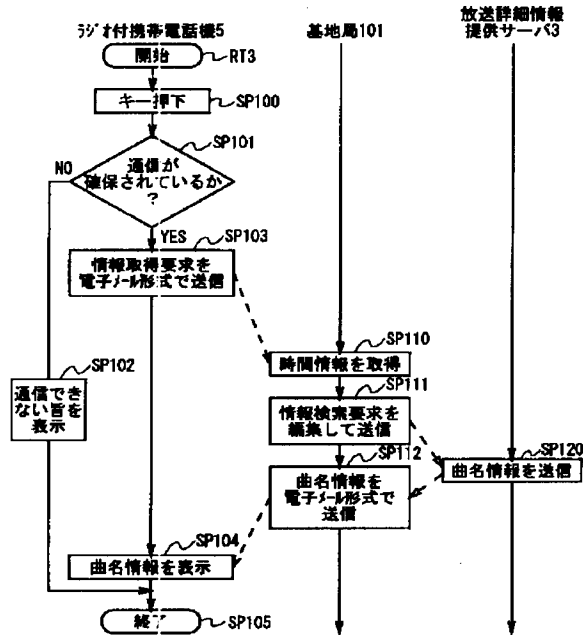 ラジオ付携帯電話機5
基地局101
放送詳細情報
提供サーバ3
開始
RT3
キー押下
SP100
SP101
通信が
確保されているか
?
NO
YES
SP103
情報取得要求を
電子メール形式で送信
SP102
通信でき
ない旨を
表示
SP110
時間情報を取得
SP111
情報検索要求を
編集して送信
SP112
曲名情報を
電子メール形式で
送信
SP120
曲名情報を送信
SP104
曲名情報を表示
終了
SP105